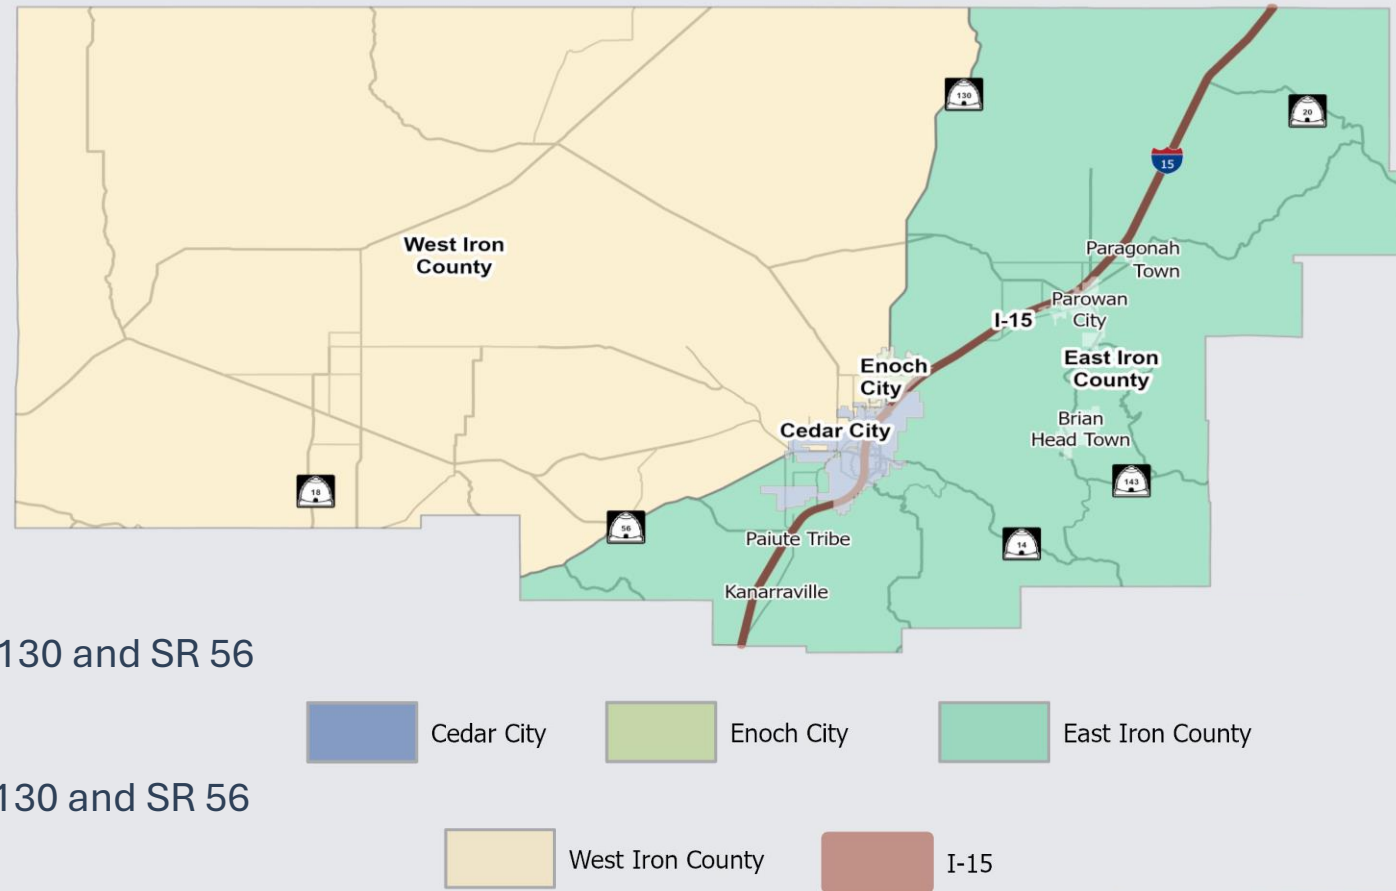 130
20
15
West Iron
County
Paragonah
Town
Parowan
City
I-15
East Iron
County
Enoch
City
Brian
Head Town
Cedar City
143
18
56
14
Paiute Tribe
Kanarraville
130 and SR 56
Cedar City
Enoch City
East Iron County
130 and SR 56
West Iron County
I-15